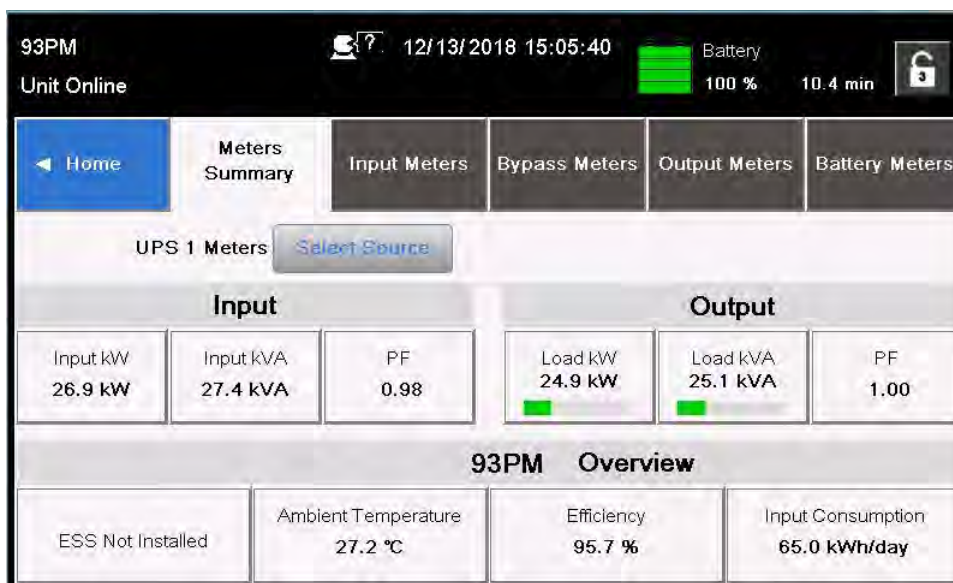 93PM
? 12/13/2018 15:05:40
Battery
Unit Online
100 % 10.4 min
3
Home
Meters
Summary
Input Meters
Bypass Meters
Output Meters
Battery Meters
UPS 1 Meters Select Source
Input
Output
Input kW
26.9 kW
Input kVA
27.4 kVA
PF
0.98
Load kW
24.9 kW
Load kVA
25.1 kVA
PF
1.00
93PM Overview
ESS Not Installed
Ambient Temperature
27.2 °C
Efficiency
95.7 %
Input Consumption
65.0 kWh/day